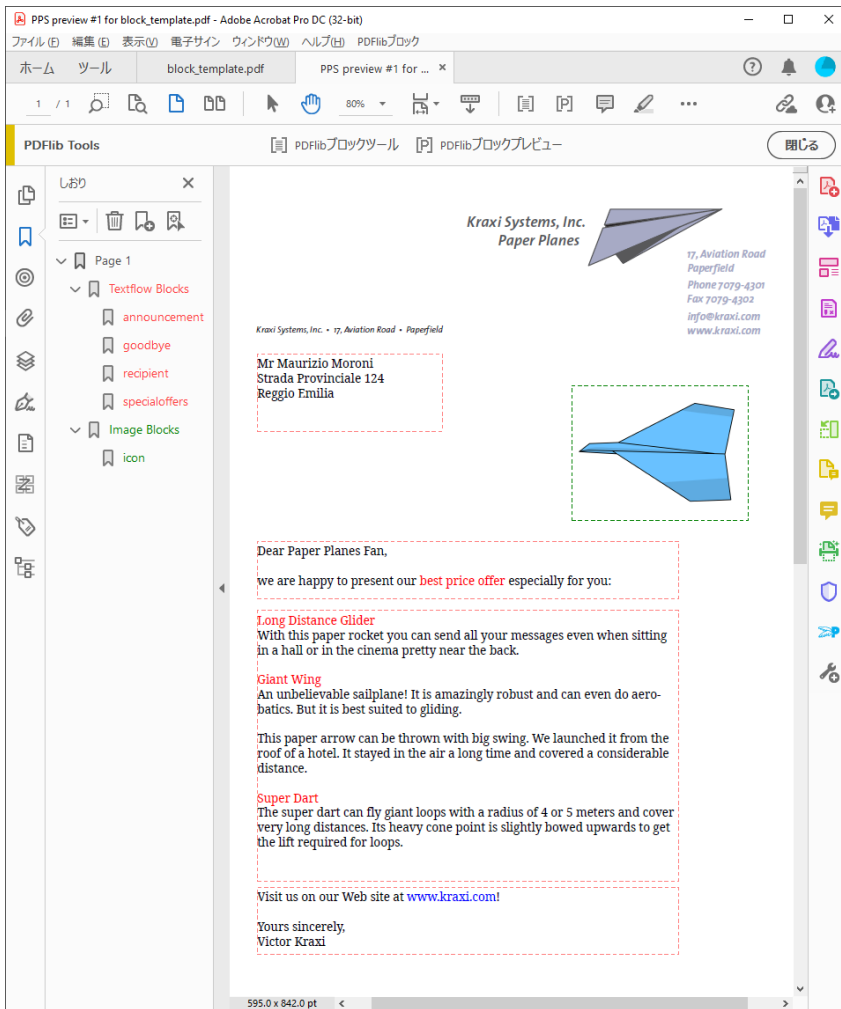 PPS preview #1 for block_template.pdf - Adobe Acrobat Pro DC (32-bit)
ファイル(F) 編集(E) 表示(V) 電子サイン ウィンドウ(W) ヘルプ(H) PDFlibブロック
ホーム ツール block_template.pdf PPS preview #1 for ... ×
1 / 1 80%
PDFlib Tools PDFlibブロックツール PDFlibブロックプレビュー 閉じる
しおり
Page 1
Textflow Blocks
announcement
goodbye
recipient
specialoffers
Image Blocks
icon
Kraxi Systems, Inc.
Paper Planes
17, Aviation Road
Paperfield
Phone 7079-4301
Fax 7079-4302
info@kraxi.com
www.kraxi.com
Kraxi Systems, Inc. • 17, Aviation Road • Paperfield
Mr Maurizio Moroni
Strada Provinciale 124
Reggio Emilia
Dear Paper Planes Fan,
we are happy to present our best price offer especially for you:
Long Distance Glider
With this paper rocket you can send all your messages even when sitting
in a hall or in the cinema pretty near the back.
Giant Wing
An unbelievable sailplane! It is amazingly robust and can even do aero-
batics. But it is best suited to gliding.
This paper arrow can be thrown with big swing. We launched it from the
roof of a hotel. It stayed in the air a long time and covered a considerable
distance.
Super Dart
The super dart can fly giant loops with a radius of 4 or 5 meters and cover
very long distances. Its heavy cone point is slightly bowed upwards to get
the lift required for loops.
Visit us on our Web site at www.kraxi.com!
Yours sincerely,
Victor Kraxi
595.0 x 842.0 pt